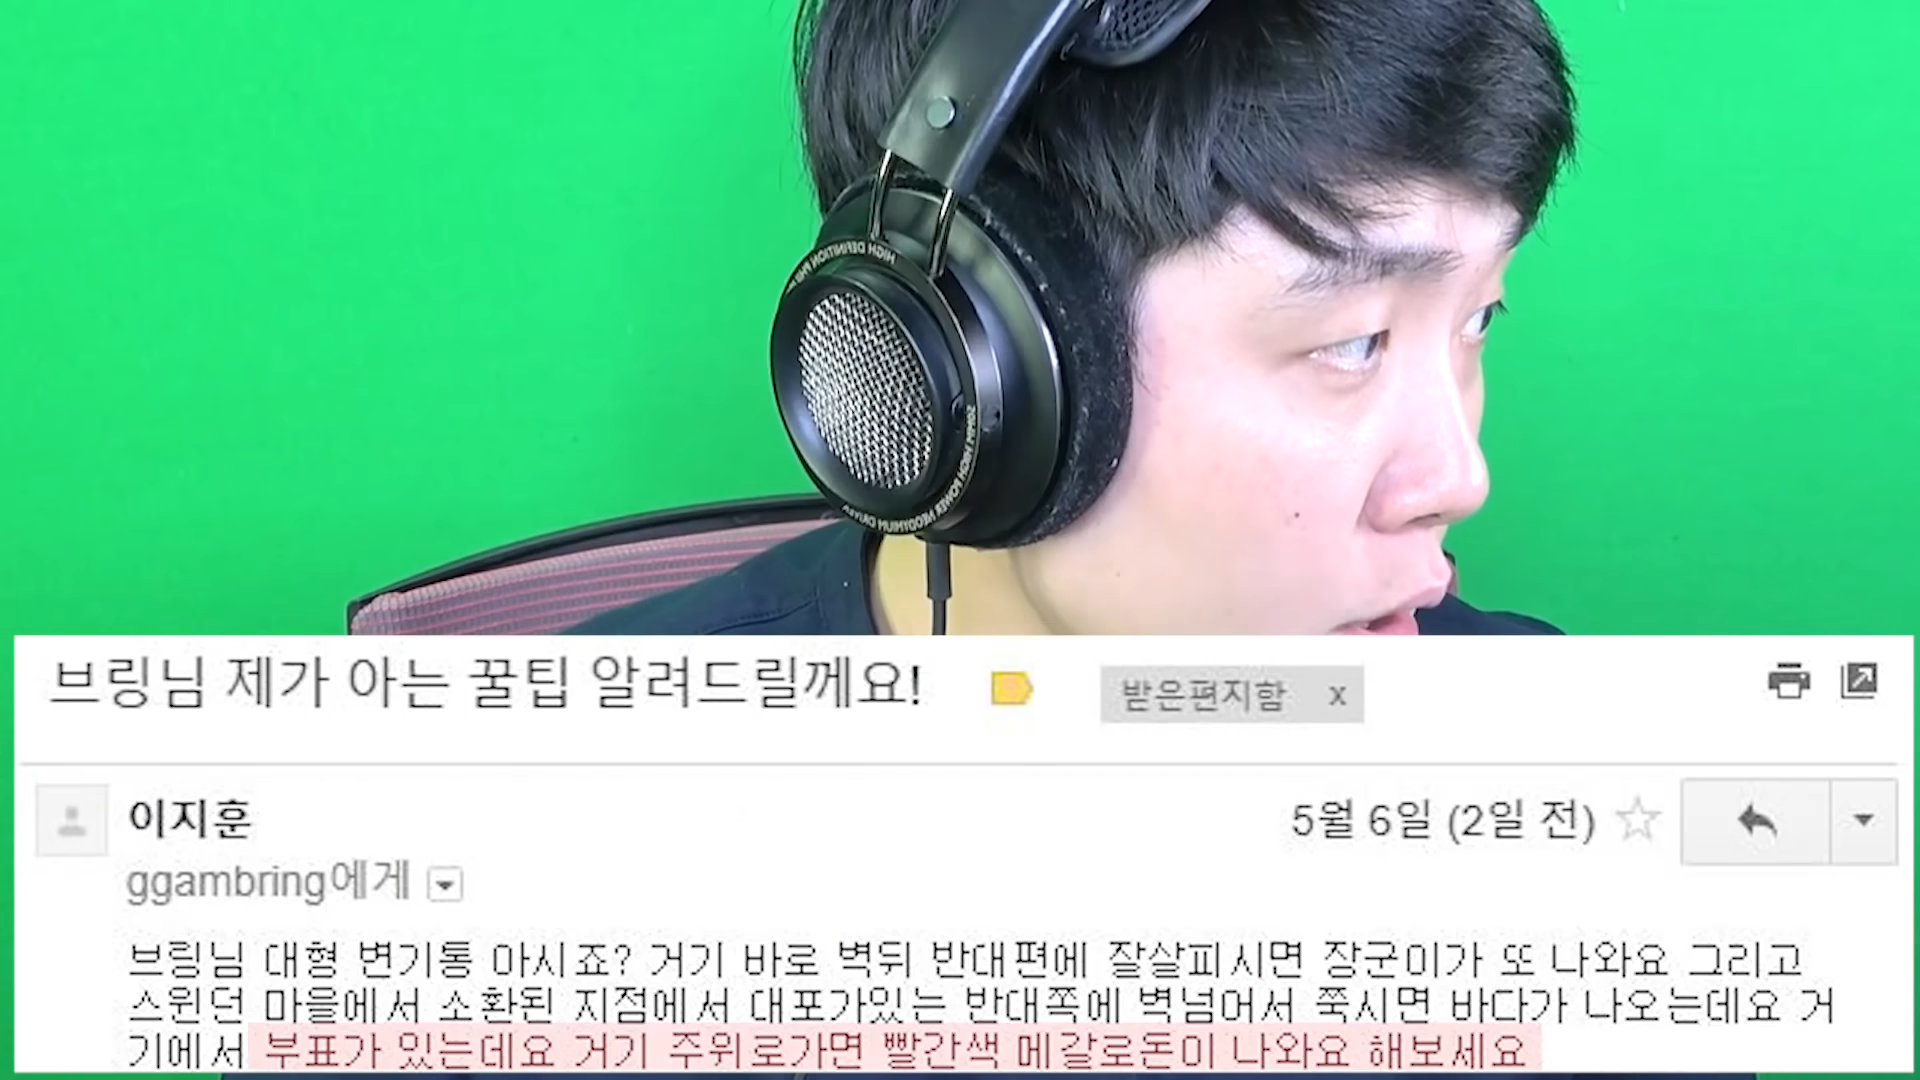 HIGH DEFINITION
브링님 제가 아는 꿀팁 알려드릴께요!
받은편지함 x
이지훈
5월 6일 (2일 전)
ggambring에게
브링님 대형 변기통 아시죠? 거기 바로 벽뒤 반대편에 잘살피시면 장군이가 또 나와요 그리고
스윈던 마을에서 소환된 지점에서 대포가있는 반대쪽에 벽넘어서 쭉시면 바다가 나오는데요 거
기에서 부표가 있는데요 거기 주위로가면 빨간색 메갈로돈이 나와요 해보세요